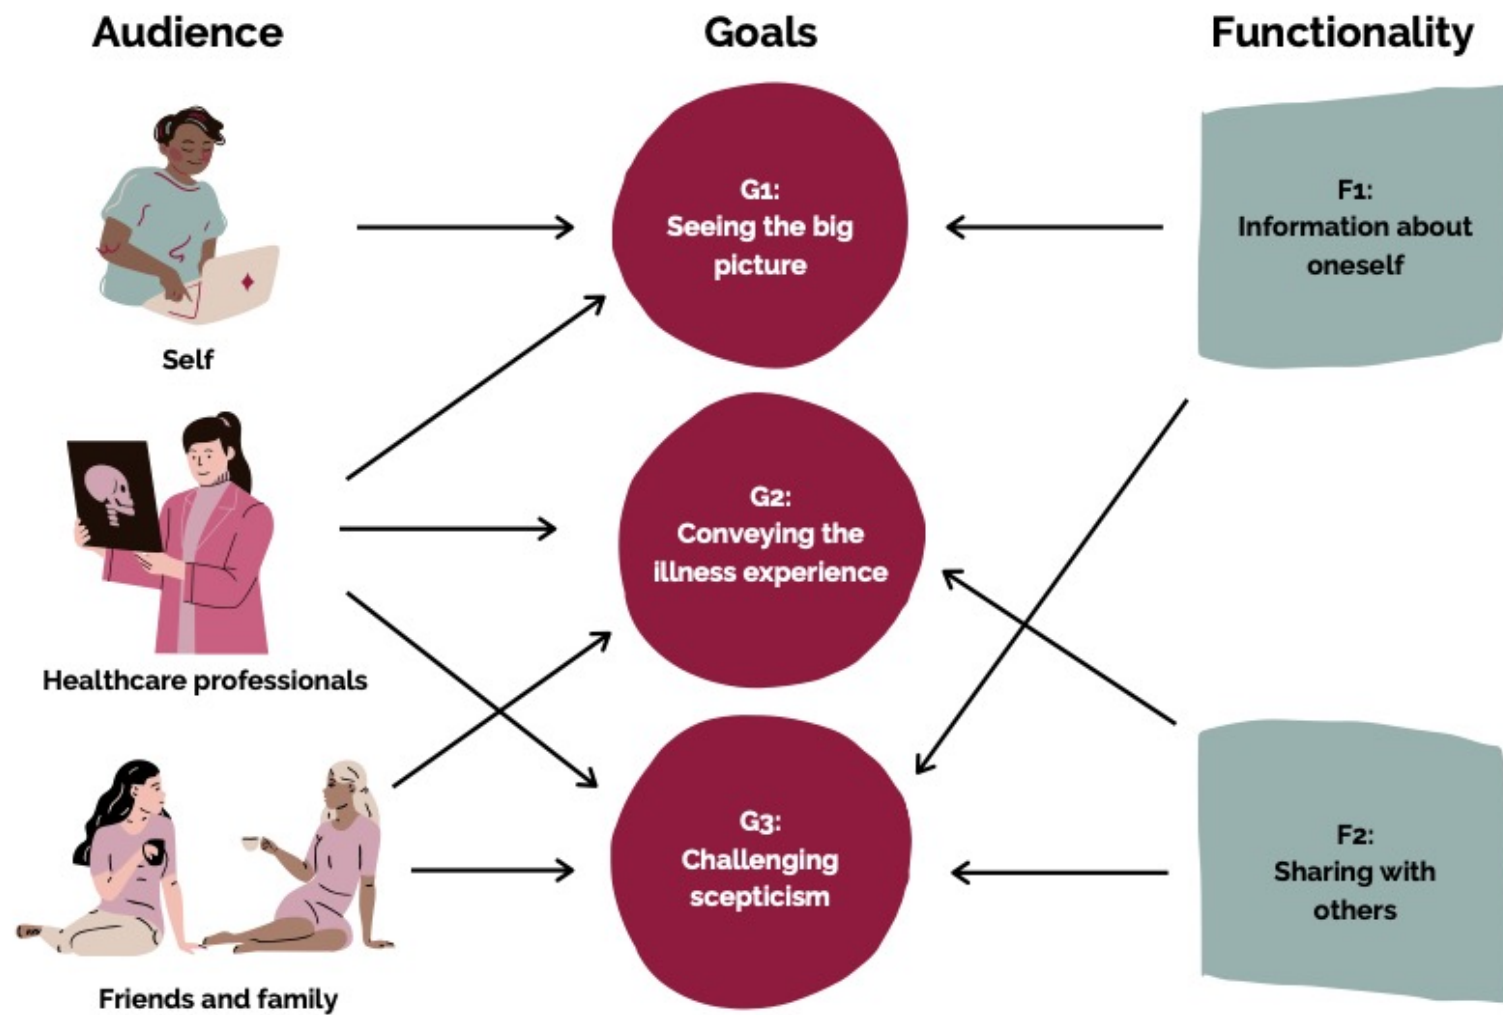 Audience
Goals
Functionality
Self
Healthcare professionals
Friends and family
G1:
Seeing the big
picture
G2:
Conveying the
illness experience
G3:
Challenging
scepticism
F1:
Information about
oneself
F2:
Sharing with
others